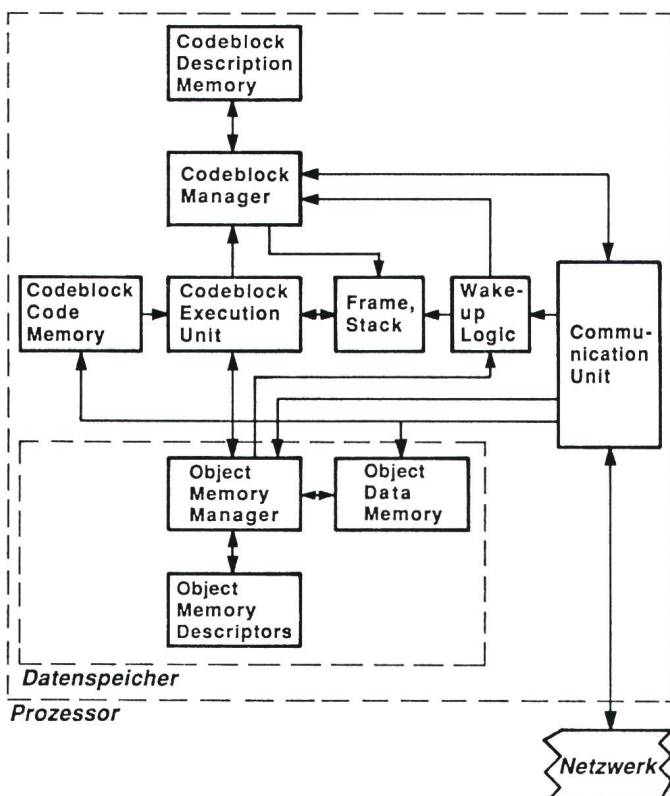 Codeblock
Description
Memory
Codeblock
Manager
Codeblock
Code
Memory
Codeblock
Execution
Unit
Frame,
Stack
Wake-
up
Logic
Commu-
nication
Unit
Object
Memory
Manager
Object
Data
Memory
Object
Memory
Descriptors
Datenspeicher
Prozessor
Netzwerk